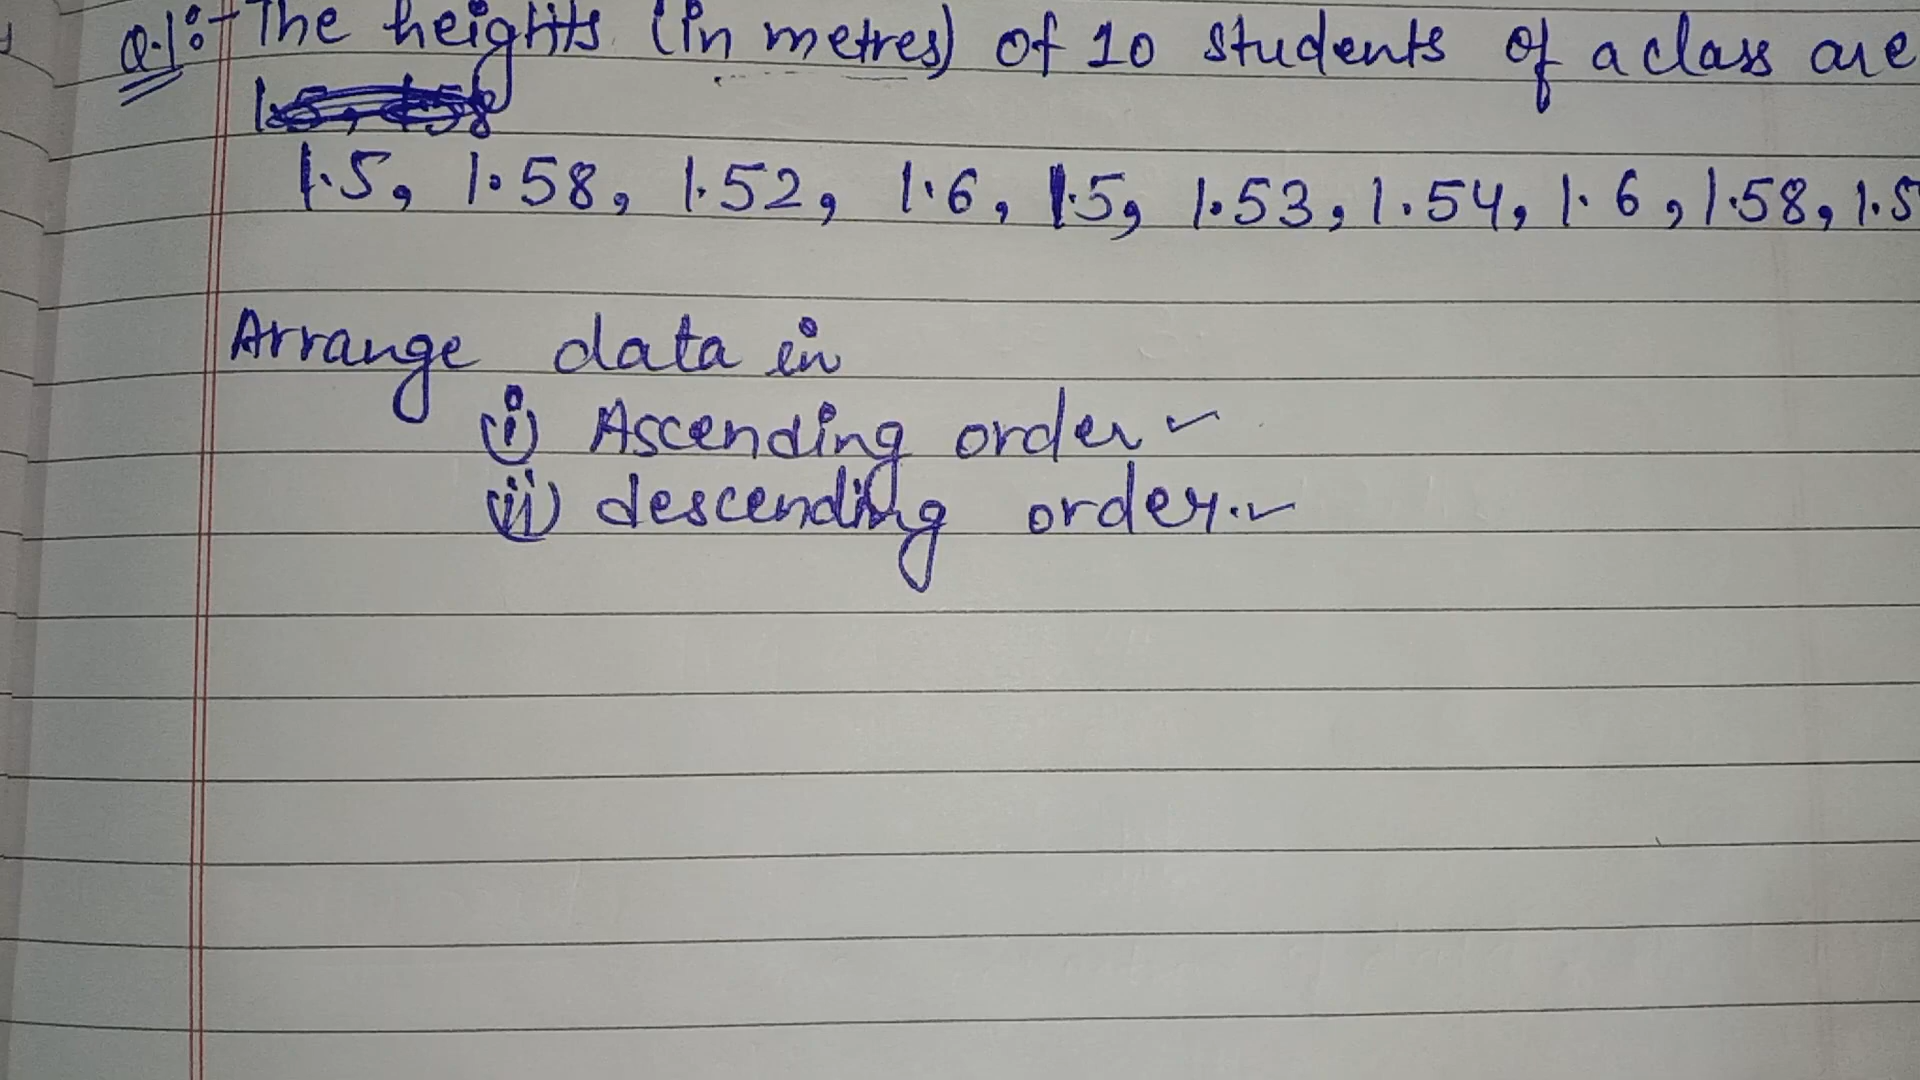 Q.1:- The heights (in metres) of 10 students of a class are
1.5, 1.58, 1.52, 1.6, 1.5, 1.53, 1.54, 1.6, 1.58, 1.5
Arrange data in
(i) Ascending order ✓
(ii) descending order. ✓